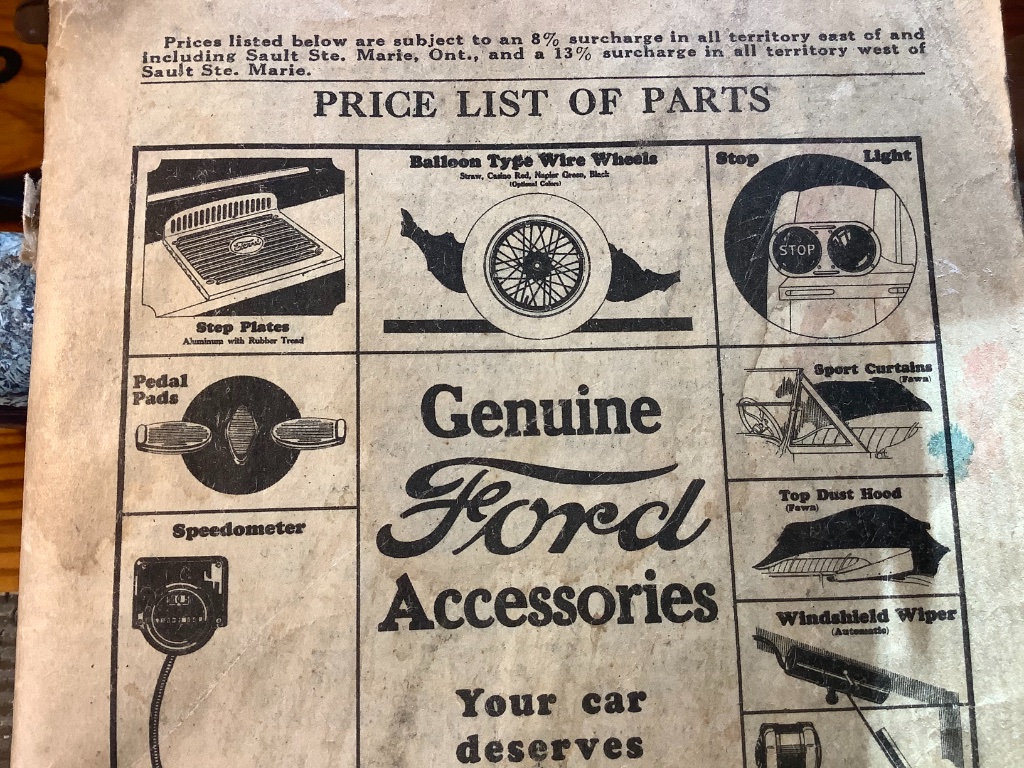 Prices listed below are subject to an 8% surcharge in all territory east of and
including Sault Ste. Marie, Ont., and a 13% surcharge in all territory west of
Sault Ste. Marie.
PRICE LIST OF PARTS
Step Plates
Aluminum with Rubber Tread
Balloon Type Wire Wheels
Straw, Casino Red, Napier Green, Black
(Optional Colors)
Stop Light
STOP
Pedal
Pads
Genuine
Ford
Accessories
Sport Curtains
(Fawn)
Top Dust Hood
(Fawn)
Speedometer
Windshield Wiper
(Automatic)
Your car
deserves